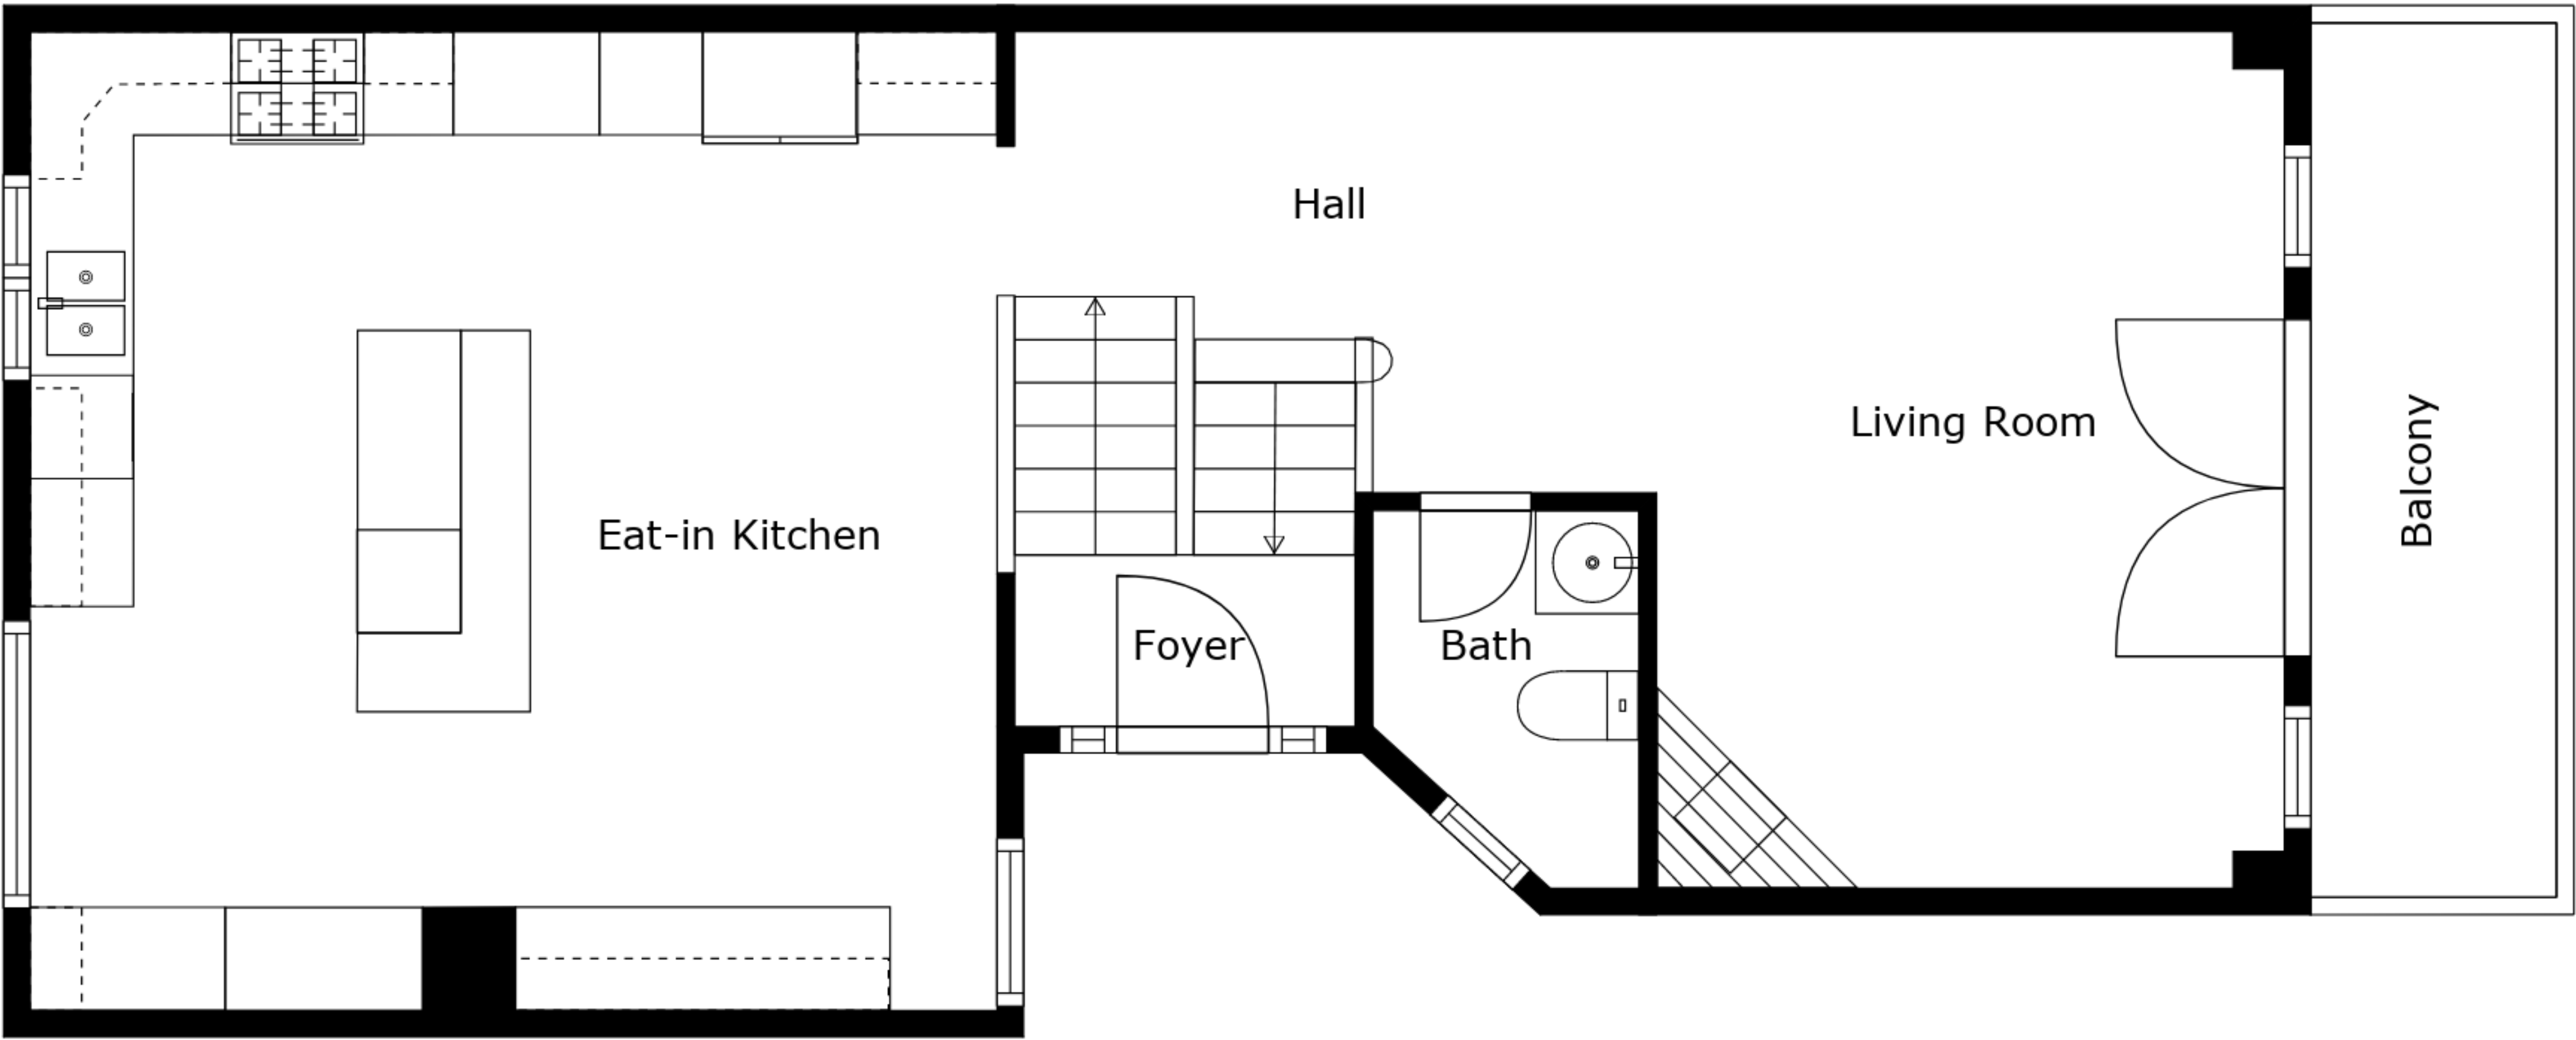 Hall
Living Room
Balcony
Eat-in Kitchen
Foyer
Bath